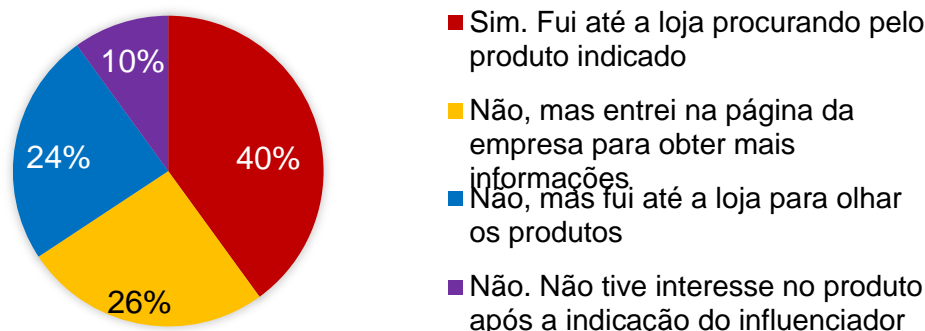 10%
24%
40%
26%
Sim. Fui até a loja procurando pelo
produto indicado
Não, mas entrei na página da
empresa para obter mais
informações
Não, mas fui até a loja para olhar
os produtos
Não. Não tive interesse no produto
após a indicação do influenciador